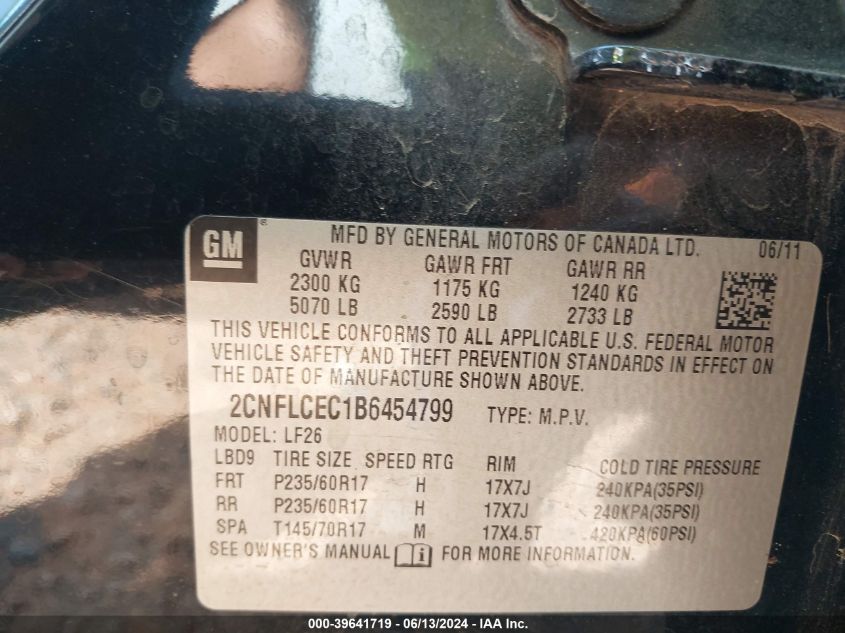 GM ®
MFD BY GENERAL MOTORS OF CANADA LTD. 06/11
GVWR GAWR FRT GAWR RR
2300 KG 1175 KG 1240 KG
5070 LB 2590 LB 2733 LB
THIS VEHICLE CONFORMS TO ALL APPLICABLE U.S. FEDERAL MOTOR
VEHICLE SAFETY AND THEFT PREVENTION STANDARDS IN EFFECT ON
THE DATE OF MANUFACTURE SHOWN ABOVE.
2CNFLCEC1B6454799 TYPE: M.P.V.
MODEL: LF26
LBD9 TIRE SIZE SPEED RTG RIM COLD TIRE PRESSURE
FRT P235/60R17 H 17X7J 240KPA(35PSI)
RR P235/60R17 H 17X7J 240KPA(35PSI)
SPA T145/70R17 M 17X4.5T 420KPA(60PSI)
SEE OWNER'S MANUAL i FOR MORE INFORMATION.
000-39641719 - 06/13/2024 - IAA Inc.